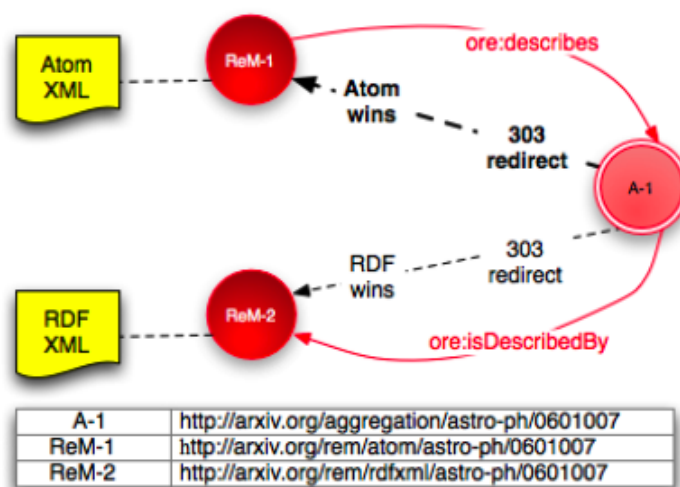 Atom
XML
ReM-1
ore:describes
Atom
wins
303
redirect
A-1
RDF
wins
303
redirect
RDF
XML
ReM-2
ore:isDescribedBy
A-1 http://arxiv.org/aggregation/astro-ph/0601007
ReM-1 http://arxiv.org/rem/atom/astro-ph/0601007
ReM-2 http://arxiv.org/rem/rdfxml/astro-ph/0601007